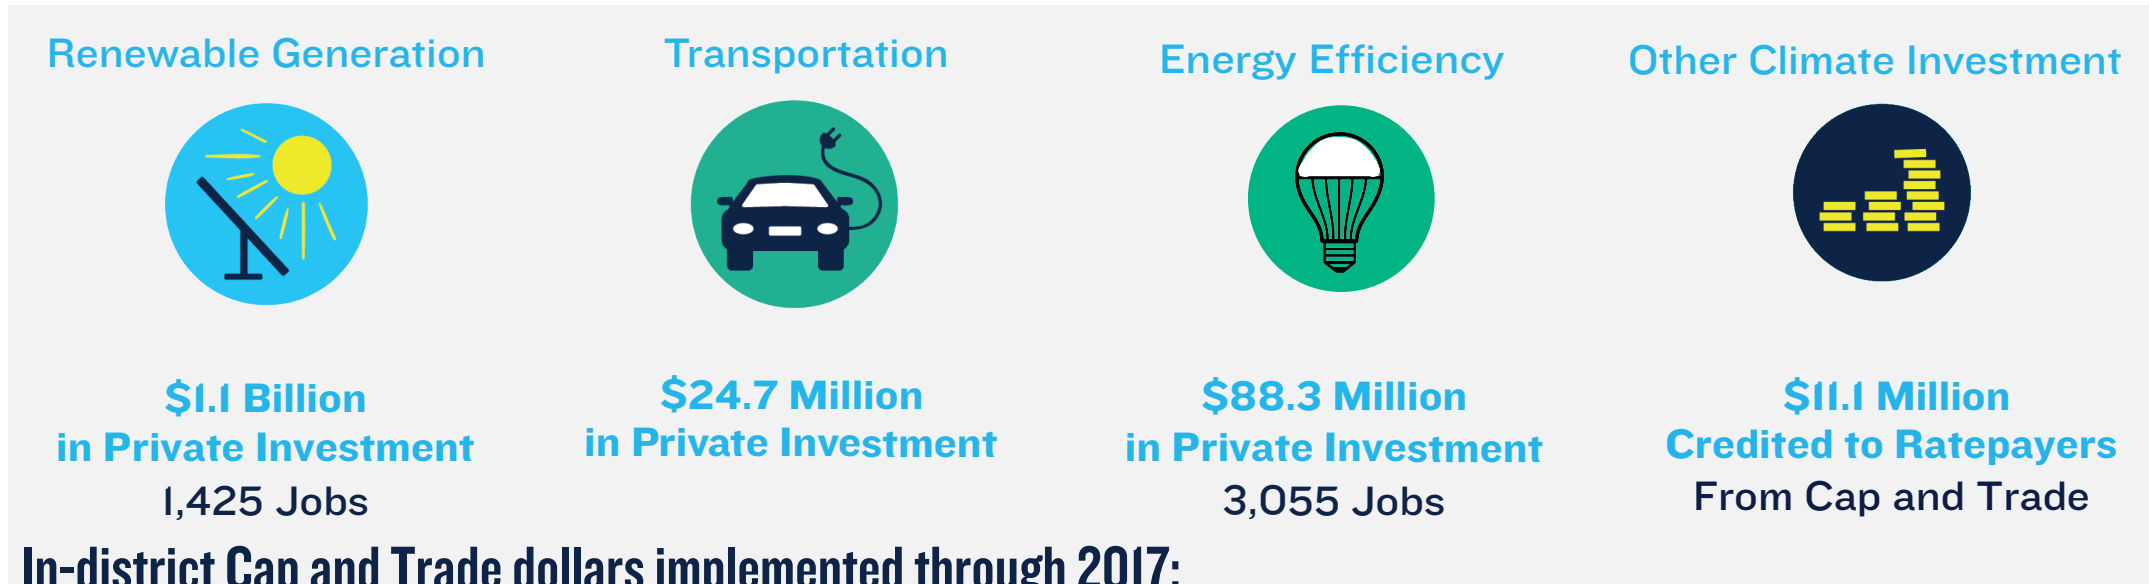 Renewable Generation
Transportation
Energy Efficiency
Other Climate Investment
$1.1 Billion
in Private Investment
1,425 Jobs
$24.7 Million
in Private Investment
$88.3 Million
in Private Investment
3,055 Jobs
$11.1 Million
Credited to Ratepayers
From Cap and Trade
In-district Cap and Trade dollars implemented through 2017: